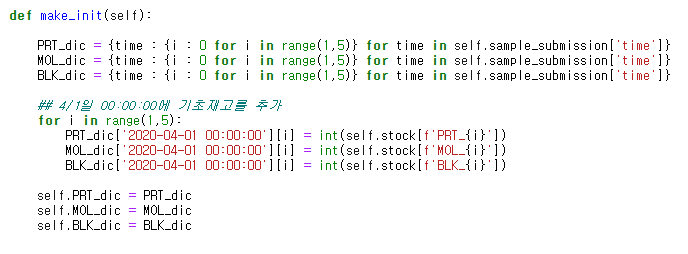 def make_init(self):
PRT_dic = {time : {i : 0 for i in range(1,5)} for time in self.sample_submission['time']}
MOL_dic = {time : {i : 0 for i in range(1,5)} for time in self.sample_submission['time']}
BLK_dic = {time : {i : 0 for i in range(1,5)} for time in self.sample_submission['time']}
## 4/1일 00:00:00에 기초재고를 추가
for i in range(1,5):
PRT_dic['2020-04-01 00:00:00'][i] = int(self.stock[f'PRT_{i}'])
MOL_dic['2020-04-01 00:00:00'][i] = int(self.stock[f'MOL_{i}'])
BLK_dic['2020-04-01 00:00:00'][i] = int(self.stock[f'BLK_{i}'])
self.PRT_dic = PRT_dic
self.MOL_dic = MOL_dic
self.BLK_dic = BLK_dic